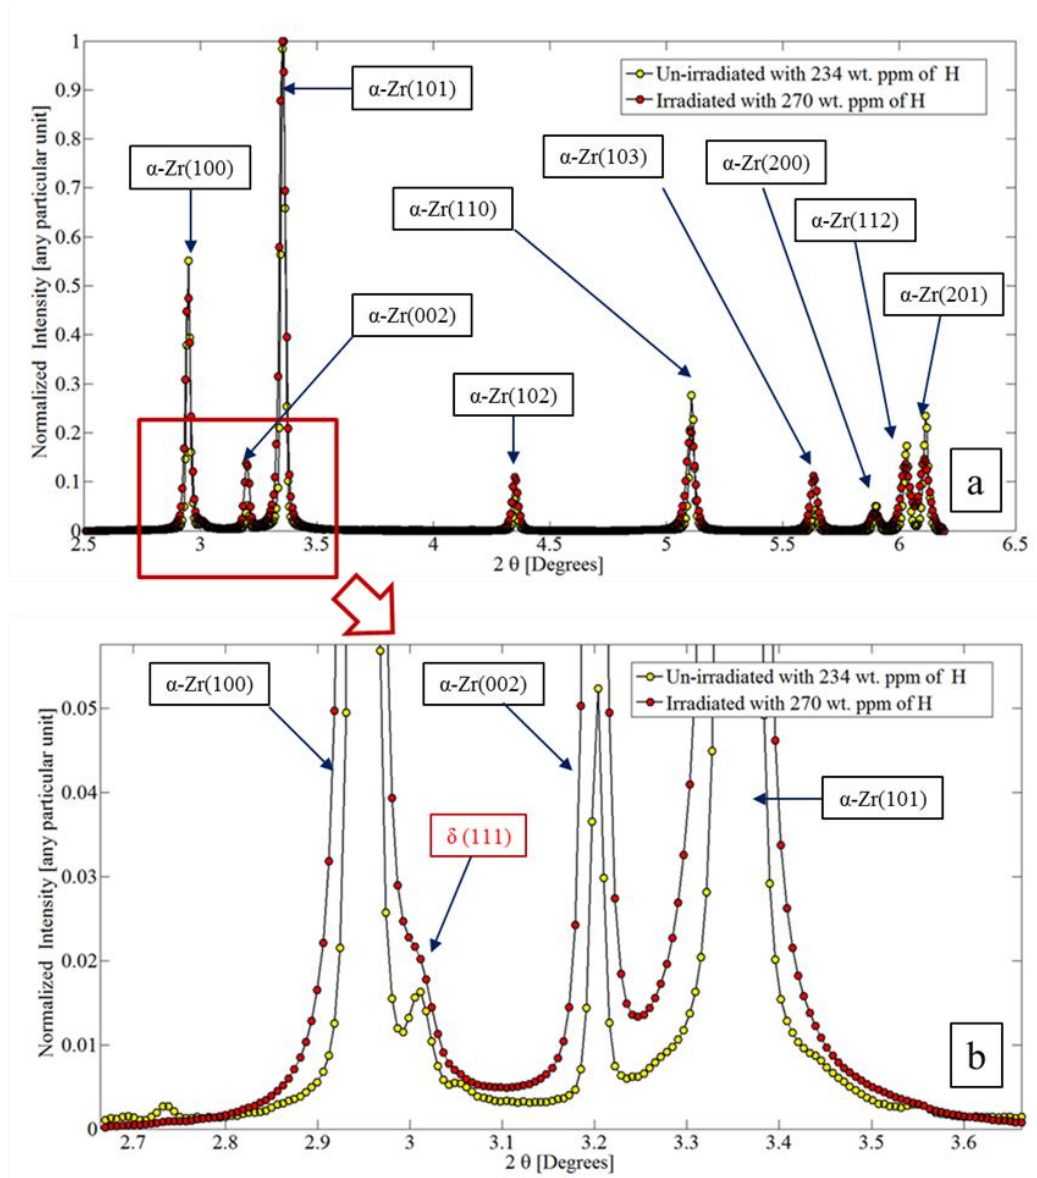 1
0.9
0.8
0.7
0.6
0.5
0.4
0.3
0.2
0.1
0
Normalized Intensity [any particular unit]
Un-irradiated with 234 wt. ppm of H
Irradiated with 270 wt. ppm of H
α-Zr(101)
α-Zr(100)
α-Zr(103)
α-Zr(200)
α-Zr(110)
α-Zr(112)
α-Zr(201)
α-Zr(002)
α-Zr(102)
a
2.5 3 3.5 4 4.5 5 5.5 6 6.5
2 θ [Degrees]
0.05
0.04
0.03
0.02
0.01
0
Normalized Intensity [any particular unit]
α-Zr(100)
α-Zr(002)
Un-irradiated with 234 wt. ppm of H
Irradiated with 270 wt. ppm of H
α-Zr(101)
δ (111)
b
2.7 2.8 2.9 3 3.1 3.2 3.3 3.4 3.5 3.6
2 θ [Degrees]